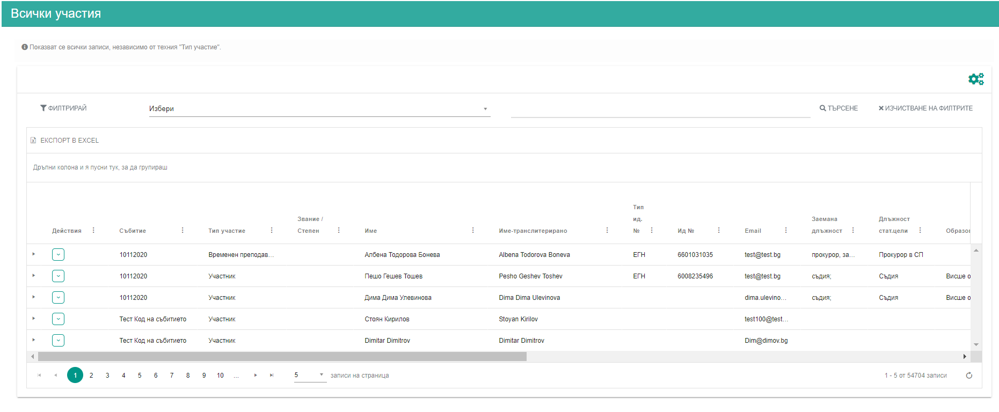 Всички участия
Показват се всички записи, независимо от техния "Тип участие".
ФИЛТРИРАЙ Избери ТЪРСЕНЕ ИЗЧИСТВАНЕ НА ФИЛТРИТЕ
ЕКСПОРТ В EXCEL
Дръпни колона и я пусни тук, за да групираш
Действия Събитие Тип участие Звание / Степен Име Име-транслитерирано Тип ид. № Ид № Email Заемана длъжност Длъжност стат.цели Образов
10112020 Временен преподав... Албена Тодорова Бонева Albena Todorova Boneva ЕГН 6601031035 test@test.bg прокурор, за... Прокурор в СП
10112020 Участник Пешо Гешев Тошев Pesho Geshev Toshev ЕГН 6008235496 test@test.bg съдия; Съдия Висше о
10112020 Участник Дима Дима Улевинова Dima Dima Ulevinova dima.ulevino... съдия; Съдия Висше о
Тест Код на събитието Участник Стоян Кирилов Stoyan Kirilov test100@test...
Тест Код на събитието Участник Dimitar Dimitrov Dimitar Dimitrov Dim@dimov.bg
1 2 3 4 5 6 7 8 9 10 ... 5 записи на страница 1 - 5 от 54704 записи